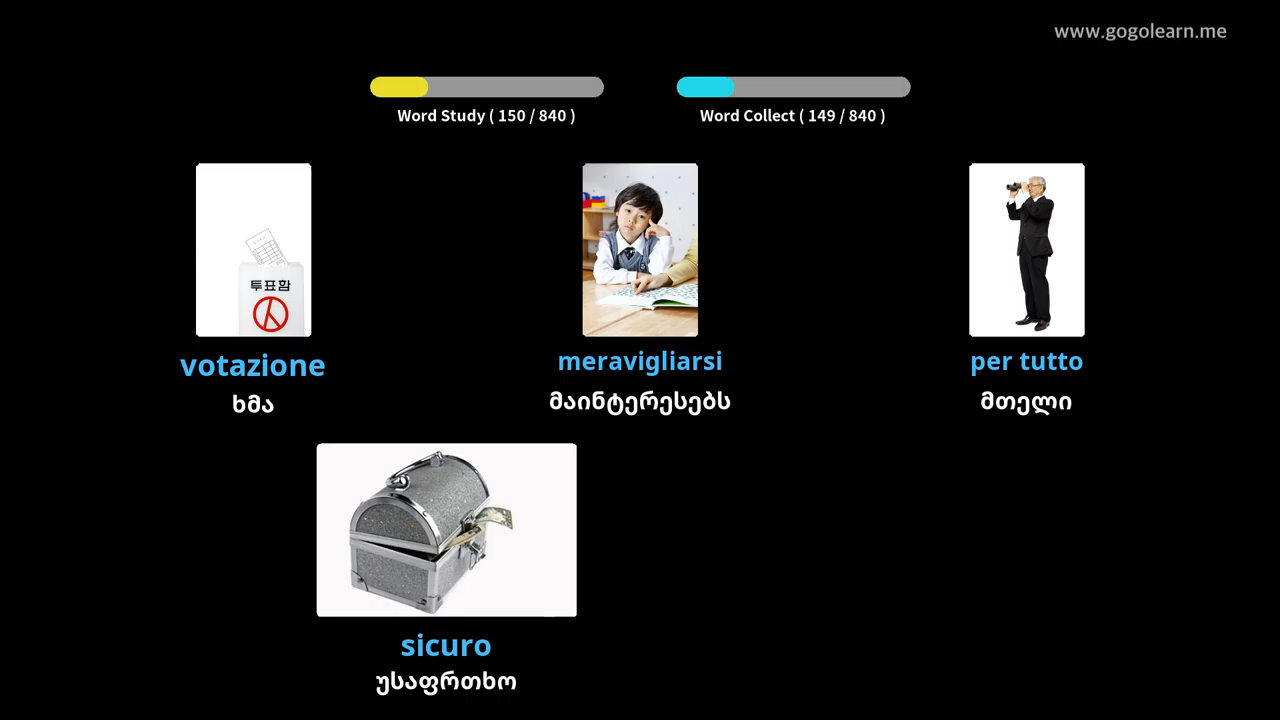 www.gogolearn.me
Word Study ( 150 / 840 )
Word Collect ( 149 / 840 )
투표함
votazione
ხმა
meravigliarsi
მაინტერესებს
per tutto
მთელი
sicuro
უსაფრთხო